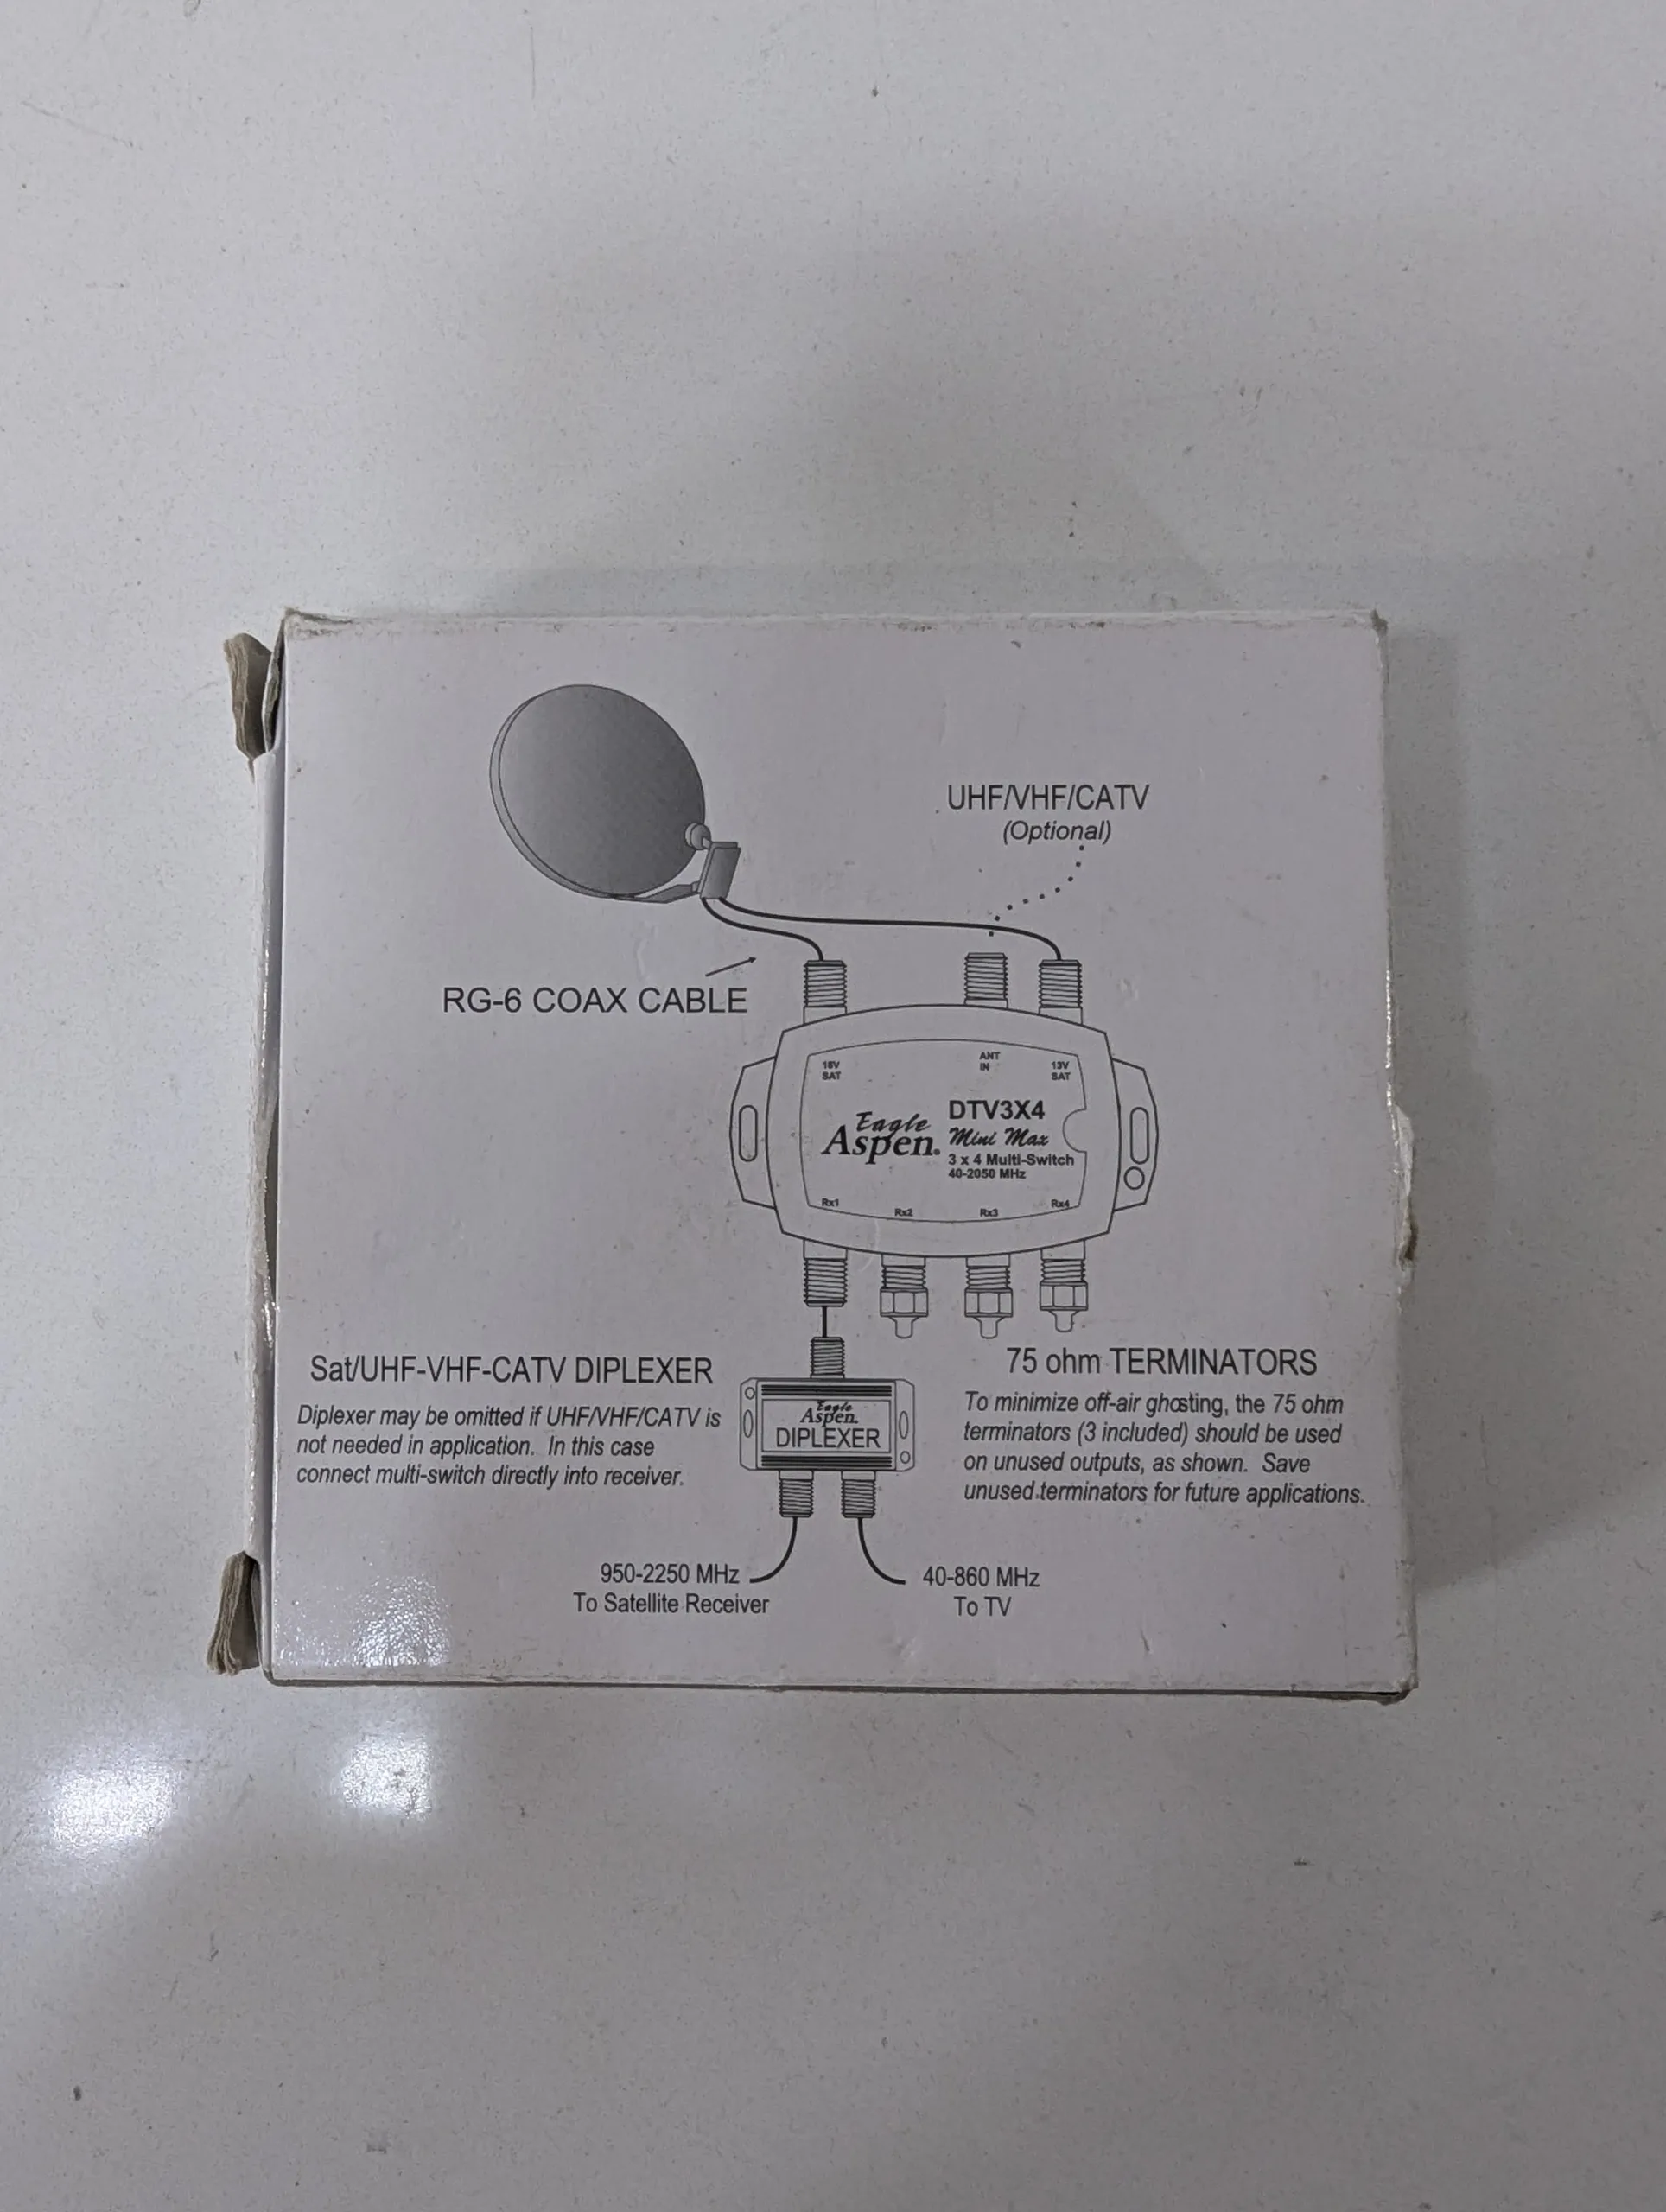 UHF/VHF/CATV
(Optional)
RG-6 COAX CABLE
18V
SAT
ANT
IN
13V
SAT
Eagle
Aspen.
DTV3X4
Mini Max
3 x 4 Multi-Switch
40-2050 MHz
Rx1
Rx2
Rx3
Rx4
Sat/UHF-VHF-CATV DIPLEXER
Diplexer may be omitted if UHF/VHF/CATV is
not needed in application. In this case
connect multi-switch directly into receiver.
Eagle
Aspen.
DIPLEXER
75 ohm TERMINATORS
To minimize off-air ghosting, the 75 ohm
terminators (3 included) should be used
on unused outputs, as shown. Save
unused terminators for future applications.
950-2250 MHz
To Satellite Receiver
40-860 MHz
To TV